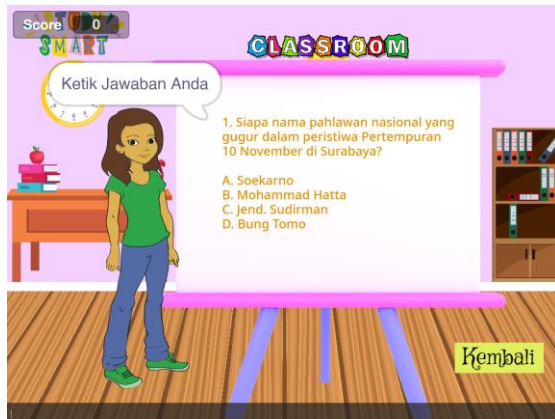 Score 0
STUDY
SMART
CLASSROOM
Ketik Jawaban Anda
1. Siapa nama pahlawan nasional yang
gugur dalam peristiwa Pertempuran
10 November di Surabaya?
A. Soekarno
B. Mohammad Hatta
C. Jend. Sudirman
D. Bung Tomo
Kembali